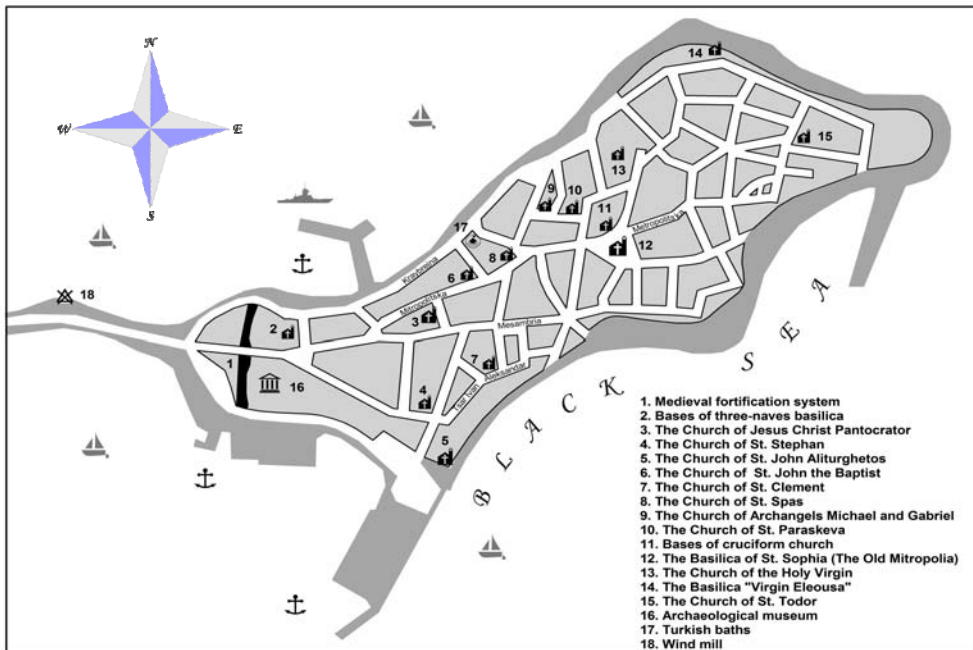 N
W
E
S
14
15
9
10
13
17
11
Metropolitska
12
8
Kraybrejna
6
18
Mitropolitska
3
2
Mesambria
7
1
16
Aleksandar
Tsar Ivan
4
5
BLACK SEA
1. Medieval fortification system
2. Bases of three-naves basilica
3. The Church of Jesus Christ Pantocrator
4. The Church of St. Stephan
5. The Church of St. John Aliturghetos
6. The Church of St. John the Baptist
7. The Church of St. Clement
8. The Church of St. Spas
9. The Church of Archangels Michael and Gabriel
10. The Church of St. Paraskeva
11. Bases of cruciform church
12. The Basilica of St. Sophia (The Old Mitropolia)
13. The Church of the Holy Virgin
14. The Basilica "Virgin Eleousa"
15. The Church of St. Todor
16. Archaeological museum
17. Turkish baths
18. Wind mill